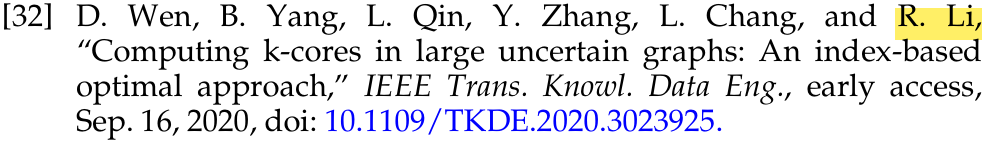 [32] D. Wen, B. Yang, L. Qin, Y. Zhang, L. Chang, and R. Li,
“Computing k-cores in large uncertain graphs: An index-based
optimal approach,” IEEE Trans. Knowl. Data Eng., early access,
Sep. 16, 2020, doi: 10.1109/TKDE.2020.3023925.